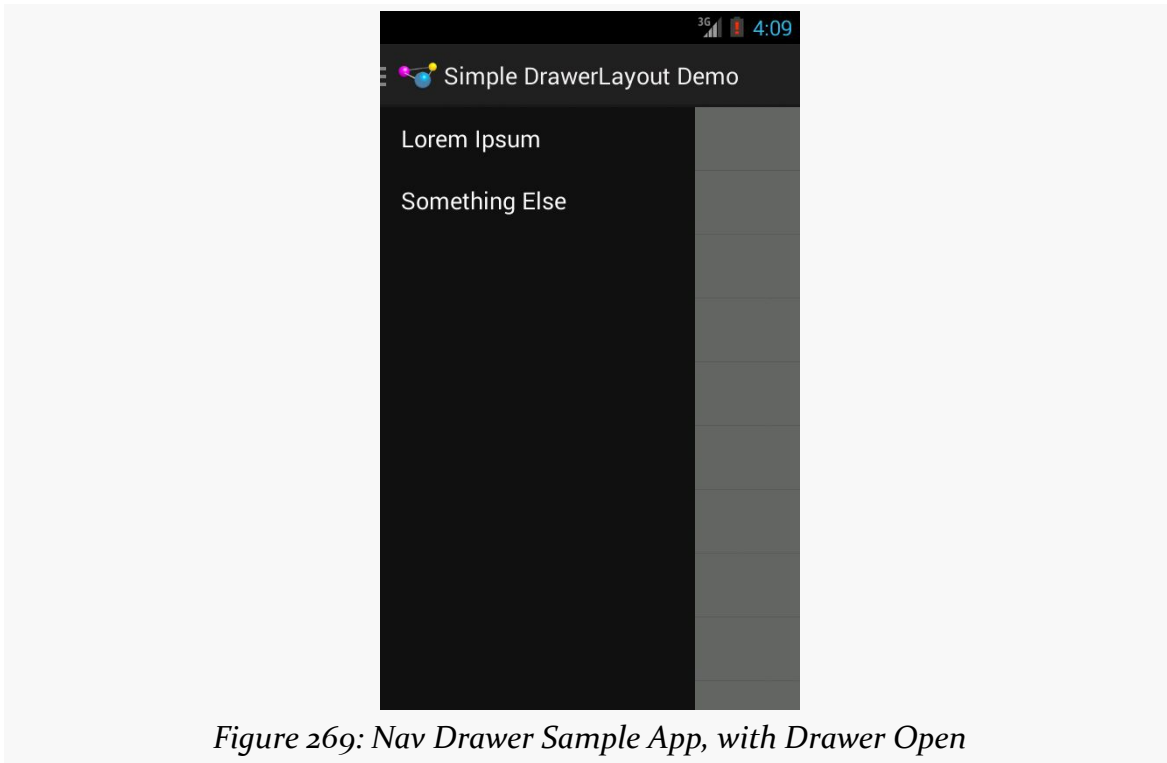 3G 4:09
Simple DrawerLayout Demo
Lorem Ipsum
Something Else
Figure 269: Nav Drawer Sample App, with Drawer Open